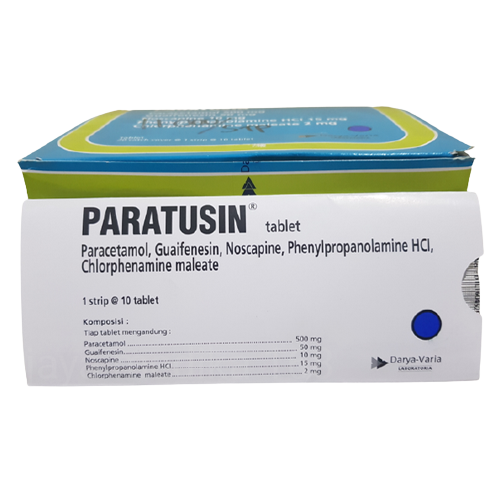 PARATUSIN® tablet
Paracetamol, Guaifenesin, Noscapine, Phenylpropanolamine HCl,
Chlorphenamine maleate
1 strip @ 10 tablet
Komposisi :
Tiap tablet mengandung :
Paracetamol 500 mg
Guaifenesin 50 mg
Noscapine 10 mg
Phenylpropanolamine HCl 15 mg
Chlorphenamine maleate 2 mg
Darya-Varia
LABORATORIA